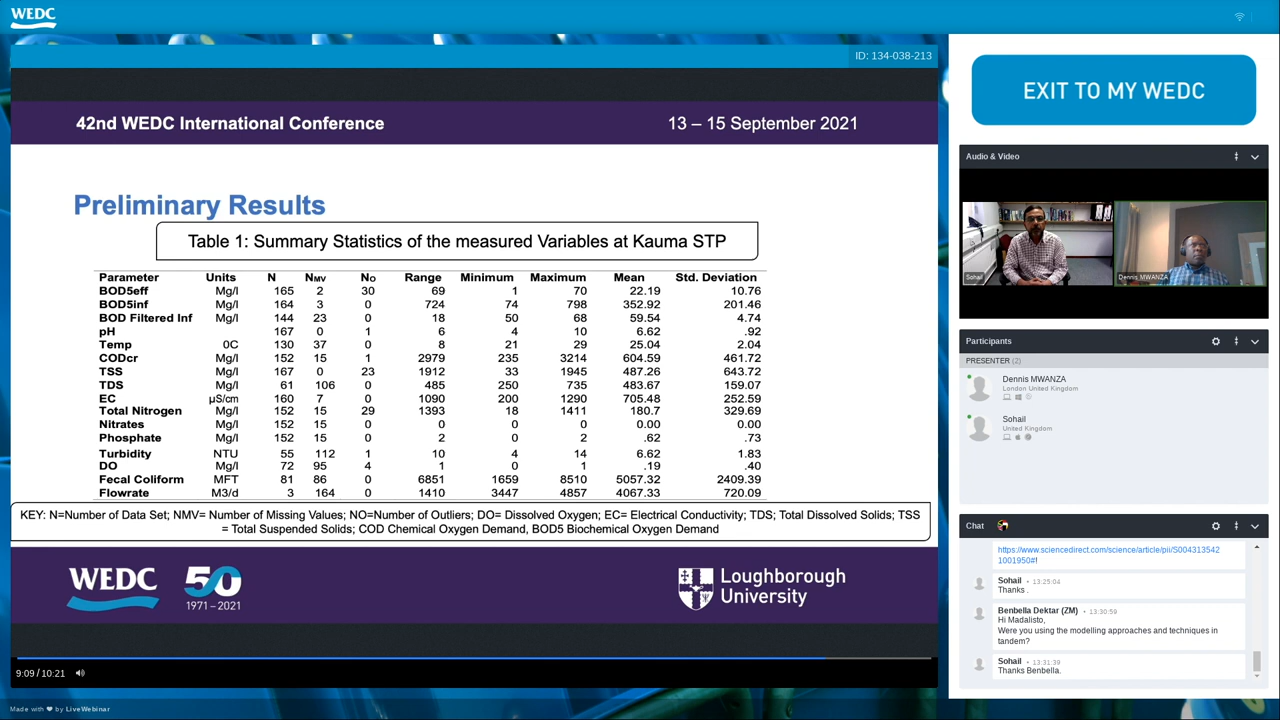 WEDC
ID: 134-038-213
42nd WEDC International Conference 13 – 15 September 2021
Preliminary Results
Table 1: Summary Statistics of the measured Variables at Kauma STP
Parameter Units N NMV NO Range Minimum Maximum Mean Std. Deviation
BOD5eff Mg/l 165 2 30 69 1 70 22.19 10.76
BOD5inf Mg/l 164 3 0 724 74 798 352.92 201.46
BOD Filtered Inf Mg/l 144 23 0 18 50 68 59.54 4.74
pH 167 0 1 6 4 10 6.62 .92
Temp 0C 130 37 0 8 21 29 25.04 2.04
CODcr Mg/l 152 15 1 2979 235 3214 604.59 461.72
TSS Mg/l 167 0 23 1912 33 1945 487.26 643.72
TDS Mg/l 61 106 0 485 250 735 483.67 159.07
EC µS/cm 160 7 0 1090 200 1290 705.48 252.59
Total Nitrogen Mg/l 152 15 29 1393 18 1411 180.7 329.69
Nitrates Mg/l 152 15 0 0 0 0 0.00 0.00
Phosphate Mg/l 152 15 0 2 0 2 .62 .73
Turbidity NTU 55 112 1 10 4 14 6.62 1.83
DO Mg/l 72 95 4 1 0 1 .19 .40
Fecal Coliform MFT 81 86 0 6851 1659 8510 5057.32 2409.39
Flowrate M3/d 3 164 0 1410 3447 4857 4067.33 720.09
KEY: N=Number of Data Set; NMV= Number of Missing Values; NO=Number of Outliers; DO= Dissolved Oxygen; EC= Electrical Conductivity; TDS; Total Dissolved Solids; TSS
= Total Suspended Solids; COD Chemical Oxygen Demand, BOD5 Biochemical Oxygen Demand
WEDC 50 Loughborough
1971–2021 University
9:09 / 10:21
Made with ❤ by LiveWebinar
EXIT TO MY WEDC
Audio & Video
Sohail Dennis MWANZA
Participants
PRESENTER (2)
Dennis MWANZA
London United Kingdom
Sohail
United Kingdom
Chat
https://www.sciencedirect.com/science/article/pii/S004313542
1001950#!
Sohail • 13:25:04
Thanks .
Benbella Dektar (ZM) • 13:30:59
Hi Madalisto,
Were you using the modelling approaches and techniques in
tandem?
Sohail • 13:31:39
Thanks Benbella.